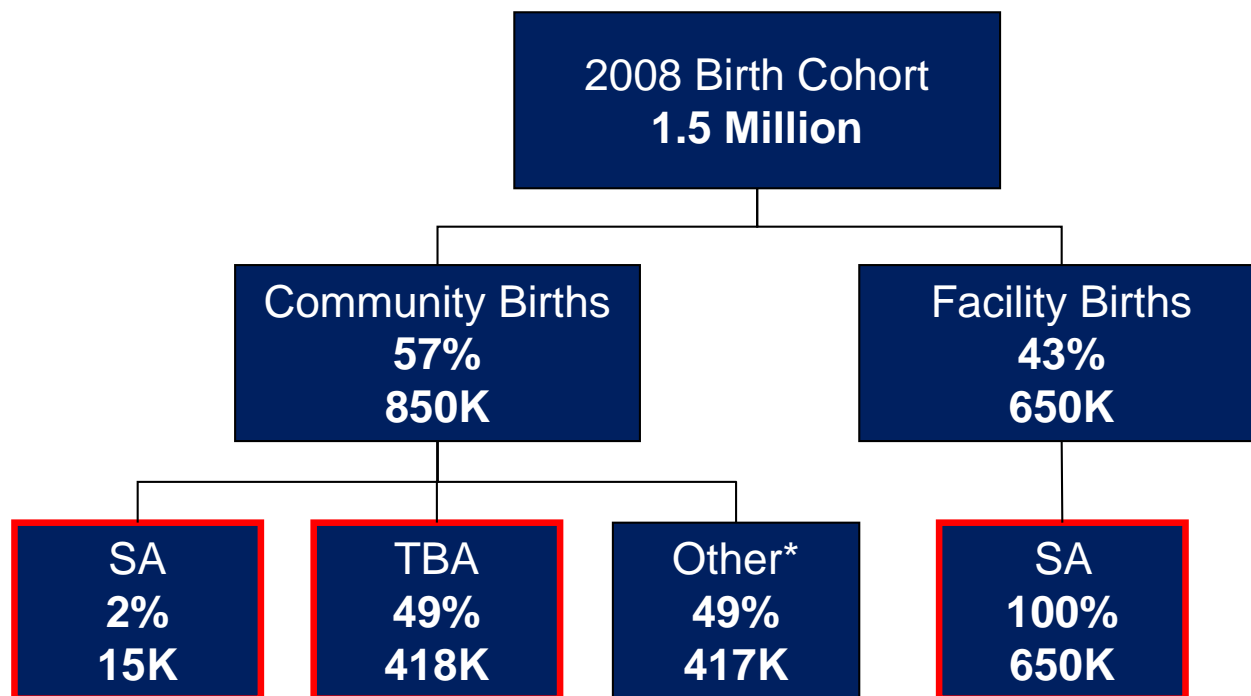 2008 Birth Cohort
1.5 Million
Community Births
57%
850K
Facility Births
43%
650K
SA
2%
15K
TBA
49%
418K
Other*
49%
417K
SA
100%
650K